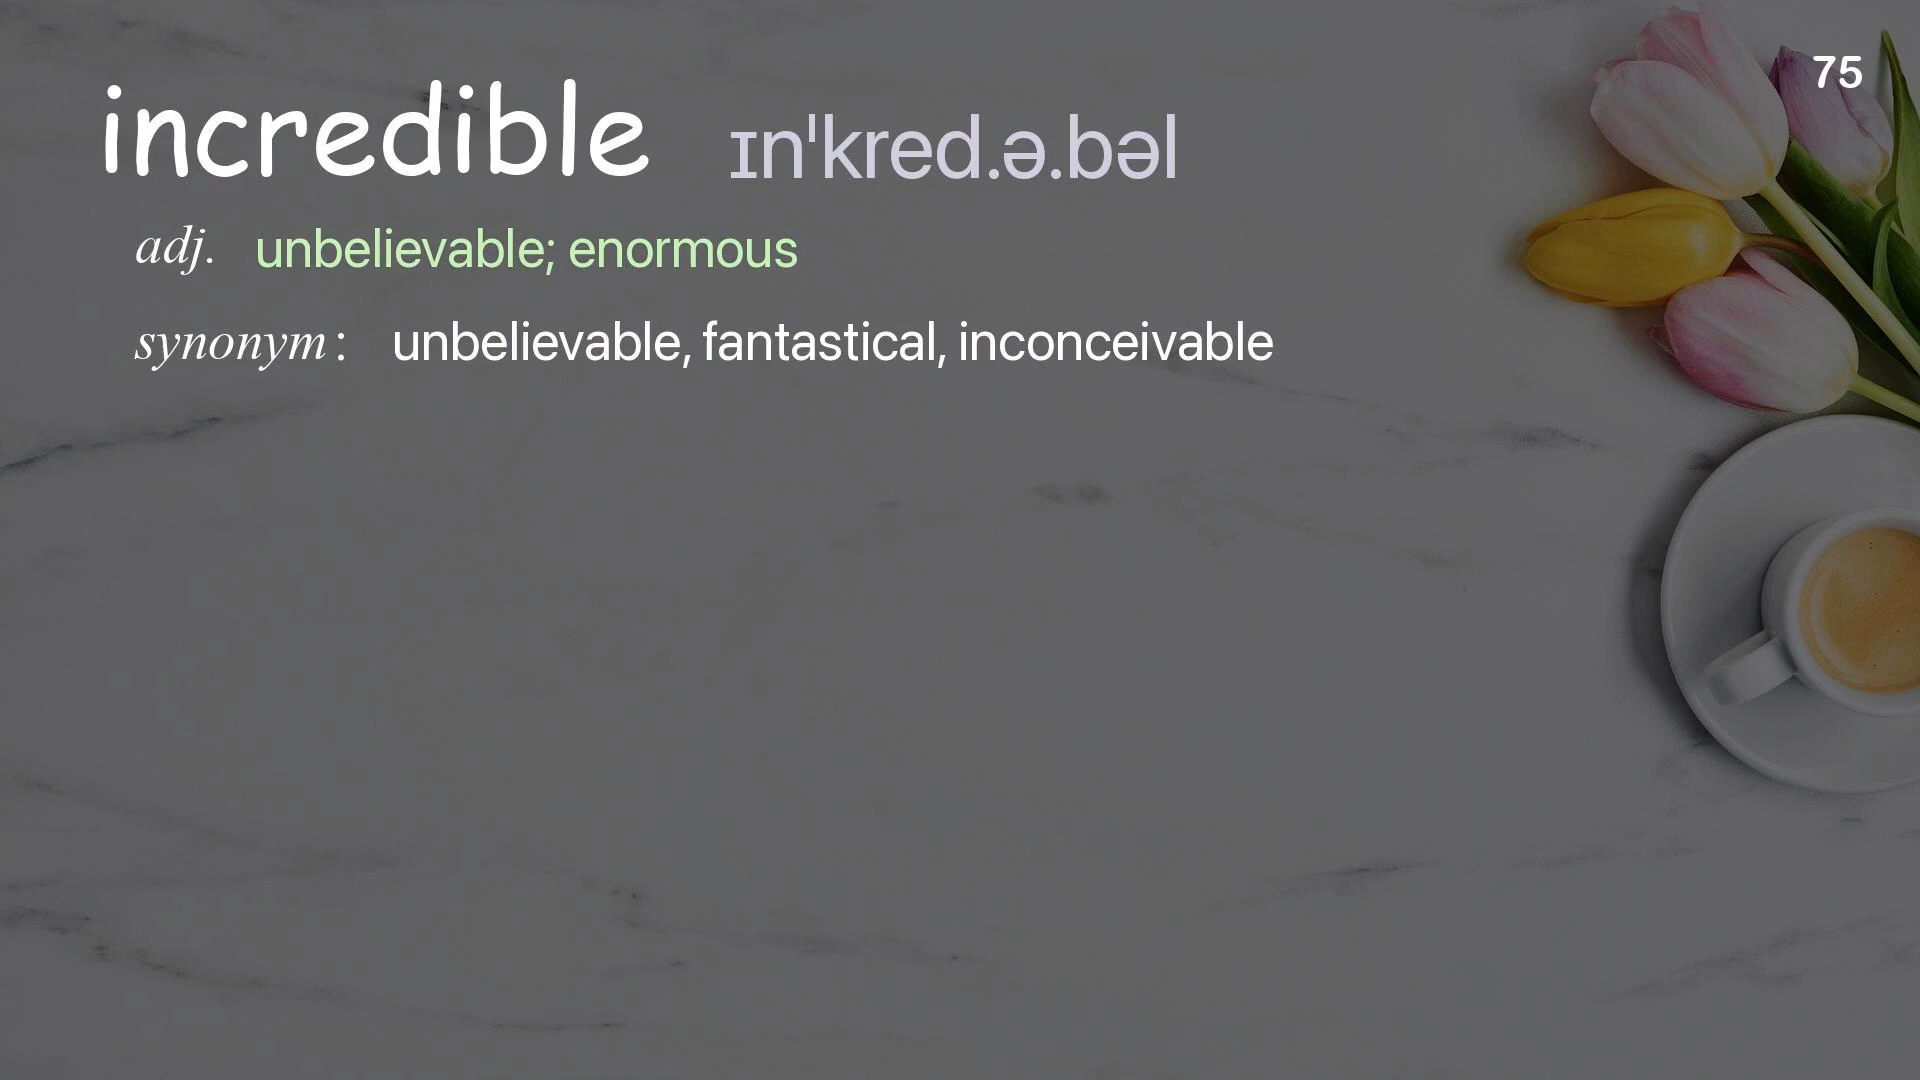 75
incredible ɪnˈkred.ə.bəl
adj. unbelievable; enormous
synonym : unbelievable, fantastical, inconceivable